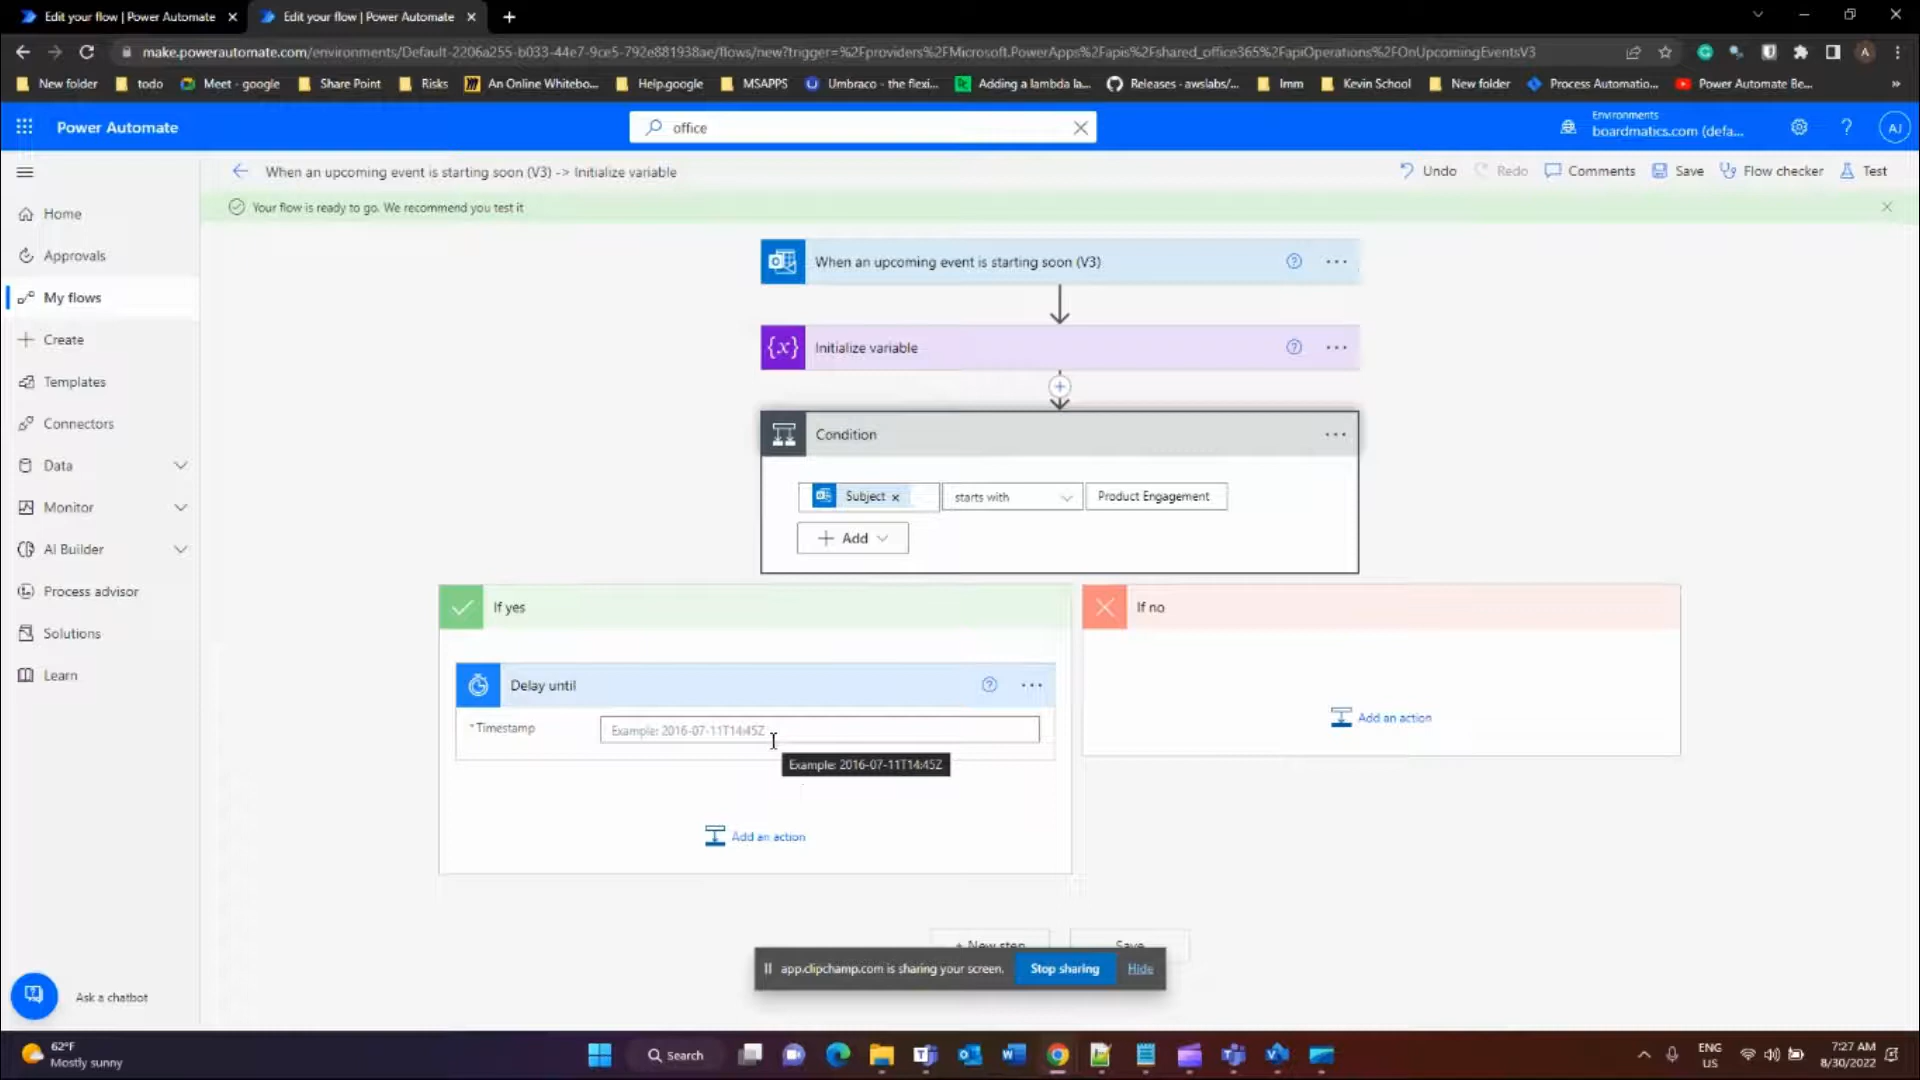 Edit your flow | Power Automate
Edit your flow | Power Automate
make.powerautomate.com/environments/Default-2206a255-b033-44e7-9ce5-792e881938ae/flows/new?trigger=%2Fproviders%2FMicrosoft.PowerApps%2Fapis%2Fshared_office365%2FapiOperations%2FOnUpcomingEventsV3
A
New folder
todo
Meet - google
Share Point
Risks
An Online Whitebo...
Help.google
MSAPPS
Umbraco - the flexi...
Adding a lambda la...
Releases - awslabs/...
Imm
Kevin School
New folder
Process Automatio...
Power Automate Be...
»
Power Automate
office
Environments
boardmatics.com (defa...
AJ
When an upcoming event is starting soon (V3) -> Initialize variable
Undo
Redo
Comments
Save
Flow checker
Test
Your flow is ready to go. We recommend you test it
Home
Approvals
My flows
Create
Templates
Connectors
Data
Monitor
AI Builder
Process advisor
Solutions
Learn
When an upcoming event is starting soon (V3)
{x}
Initialize variable
Condition
Subject
starts with
Product Engagement
Add
If yes
If no
Delay until
* Timestamp
Example: 2016-07-11T14:45Z
Example: 2016-07-11T14:45Z
Add an action
Add an action
+ New step
Save
app.clipchamp.com is sharing your screen.
Stop sharing
Hide
Ask a chatbot
62°F
Mostly sunny
Search
ENG
US
7:27 AM
8/30/2022